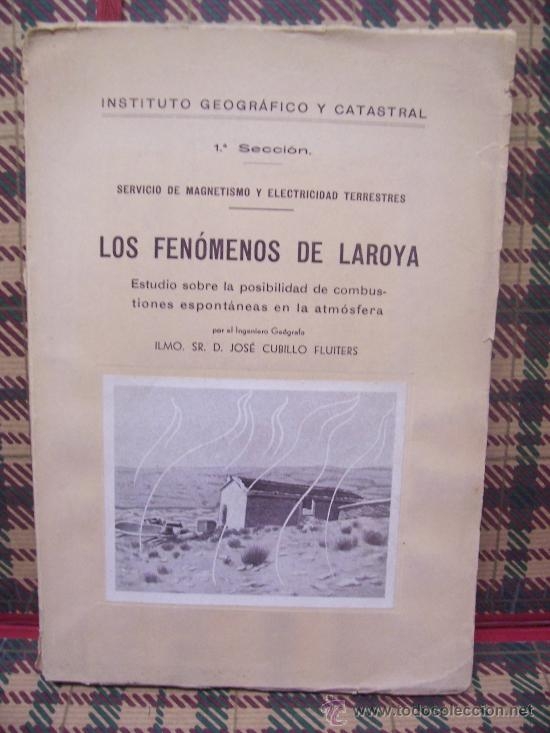 INSTITUTO GEOGRÁFICO Y CATASTRAL
1.ª Sección.
SERVICIO DE MAGNETISMO Y ELECTRICIDAD TERRESTRES
LOS FENÓMENOS DE LAROYA
Estudio sobre la posibilidad de combus-
tiones espontáneas en la atmósfera
por el Ingeniero Geógrafo
ILMO. SR. D. JOSÉ CUBILLO FLUITERS
© www.todocoleccion.net